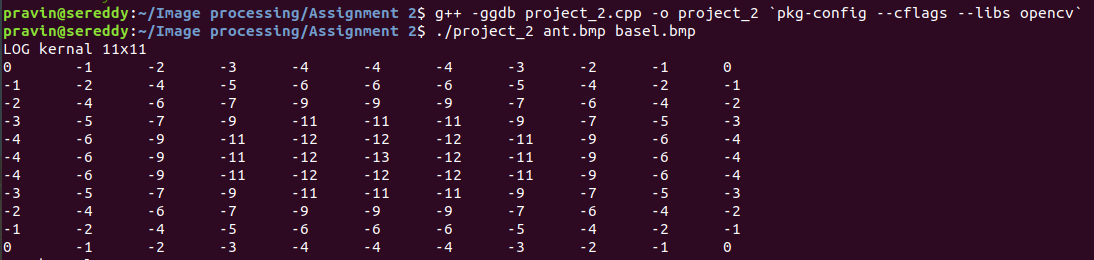 pravin@sereddy:~/Image processing/Assignment 2$ g++ -ggdb project_2.cpp -o project_2 `pkg-config --cflags --libs opencv`
pravin@sereddy:~/Image processing/Assignment 2$ ./project_2 ant.bmp basel.bmp
LOG kernal 11x11
0 -1 -2 -3 -4 -4 -4 -3 -2 -1 0
-1 -2 -4 -5 -6 -6 -6 -5 -4 -2 -1
-2 -4 -6 -7 -9 -9 -9 -7 -6 -4 -2
-3 -5 -7 -9 -11 -11 -11 -9 -7 -5 -3
-4 -6 -9 -11 -12 -12 -12 -11 -9 -6 -4
-4 -6 -9 -11 -12 -13 -12 -11 -9 -6 -4
-4 -6 -9 -11 -12 -12 -12 -11 -9 -6 -4
-3 -5 -7 -9 -11 -11 -11 -9 -7 -5 -3
-2 -4 -6 -7 -9 -9 -9 -7 -6 -4 -2
-1 -2 -4 -5 -6 -6 -6 -5 -4 -2 -1
0 -1 -2 -3 -4 -4 -4 -3 -2 -1 0